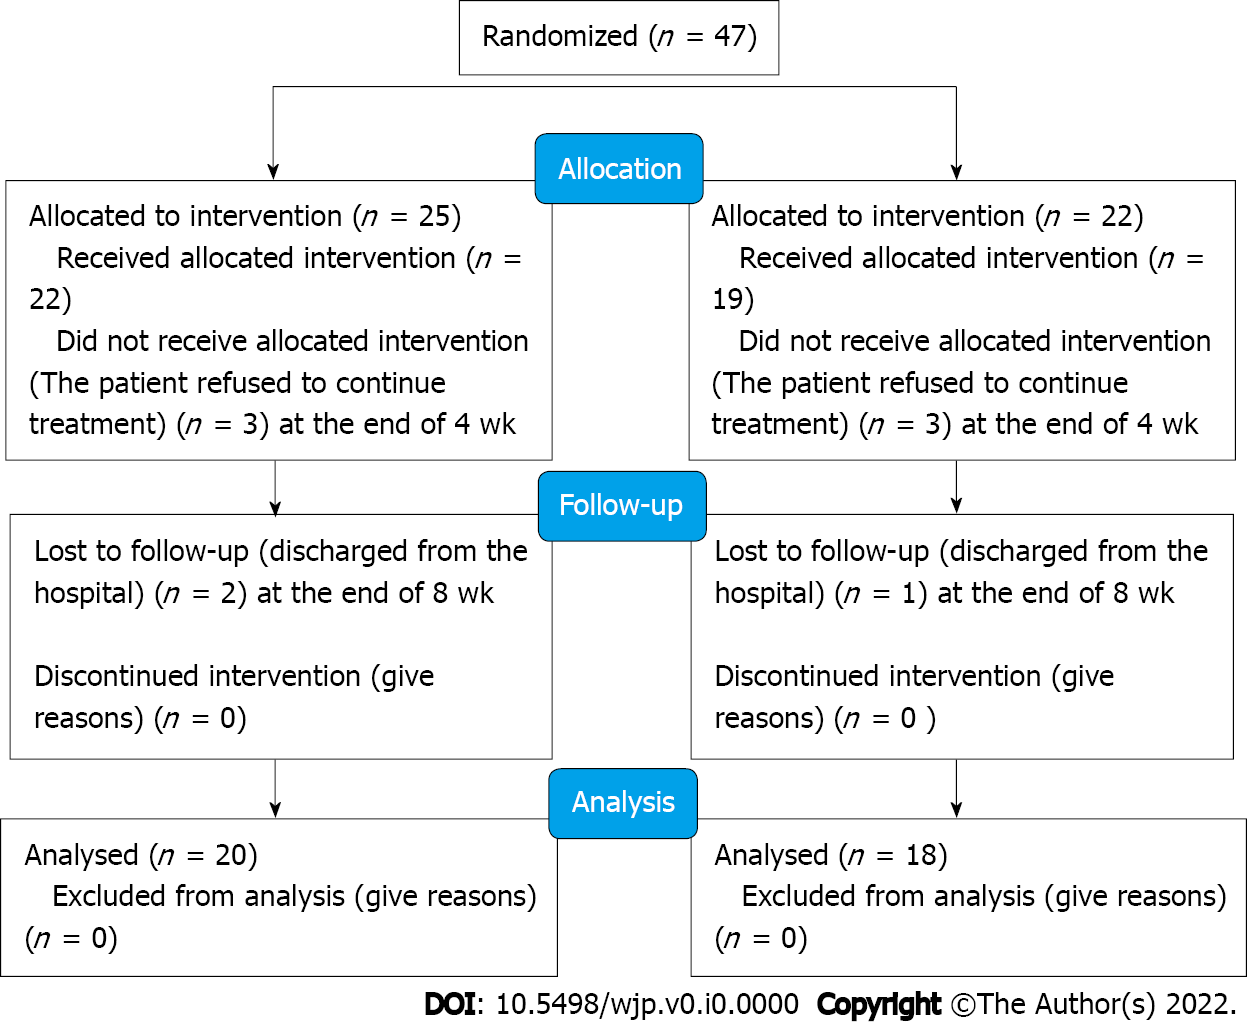 Randomized (n = 47)
Allocation
Allocated to intervention (n = 25)
Received allocated intervention (n =
22)
Did not receive allocated intervention
(The patient refused to continue
treatment) (n = 3) at the end of 4 wk
Allocated to intervention (n = 22)
Received allocated intervention (n =
19)
Did not receive allocated intervention
(The patient refused to continue
treatment) (n = 3) at the end of 4 wk
Follow-up
Lost to follow-up (discharged from the
hospital) (n = 2) at the end of 8 wk
Discontinued intervention (give
reasons) (n = 0)
Lost to follow-up (discharged from the
hospital) (n = 1) at the end of 8 wk
Discontinued intervention (give
reasons) (n = 0 )
Analysis
Analysed (n = 20)
Excluded from analysis (give reasons)
(n = 0)
Analysed (n = 18)
Excluded from analysis (give reasons)
(n = 0)
DOI: 10.5498/wjp.v0.i0.0000 Copyright ©The Author(s) 2022.